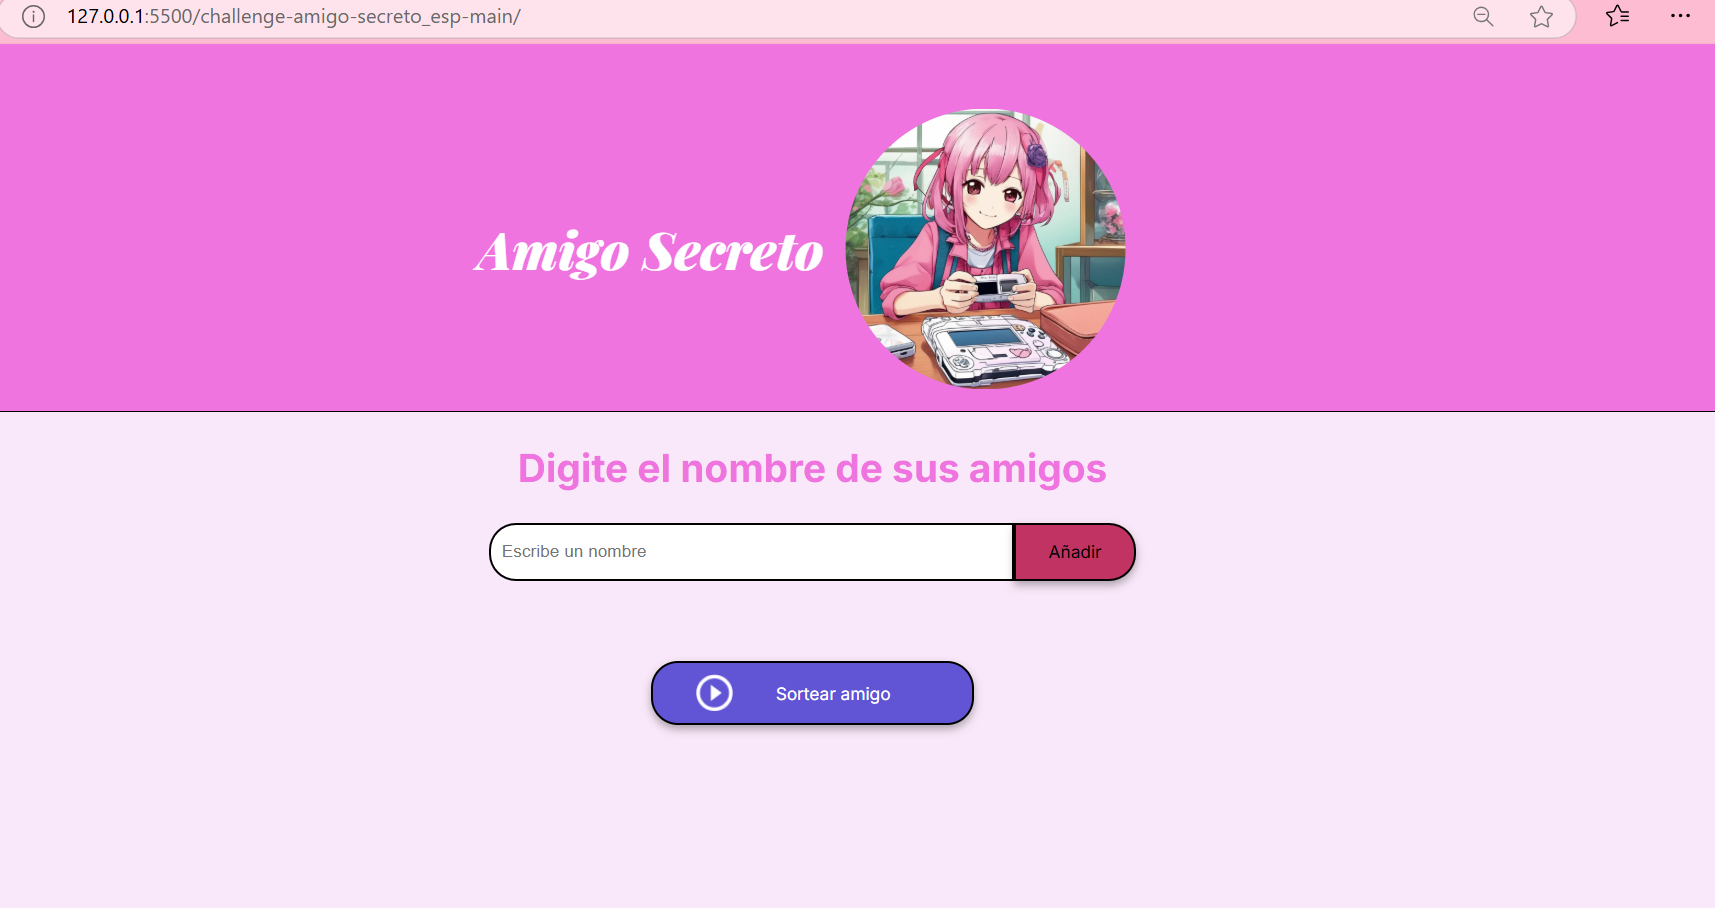 127.0.0.1:5500/challenge-amigo-secreto_esp-main/
Amigo Secreto
Digite el nombre de sus amigos
Escribe un nombre
Añadir
Sortear amigo